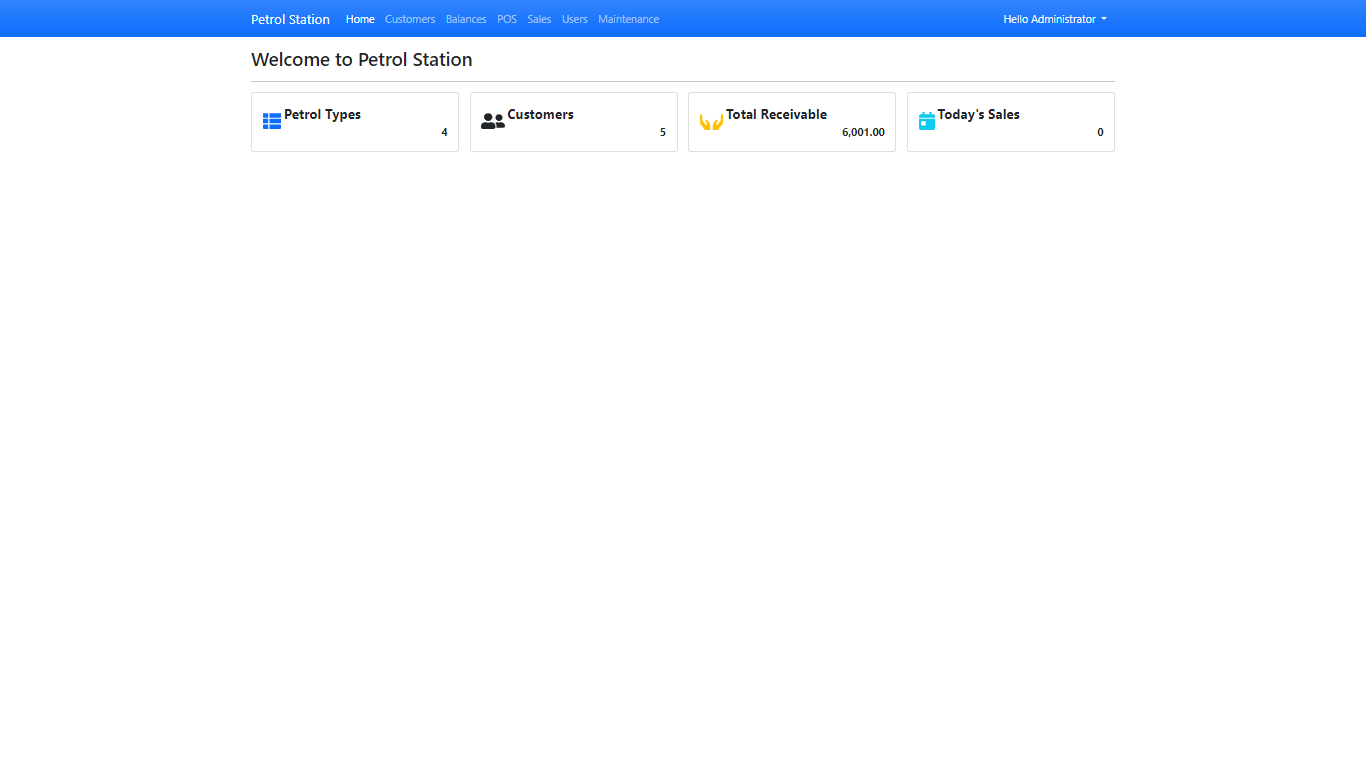 Petrol Station Home Customers Balances POS Sales Users Maintenance Hello Administrator
Welcome to Petrol Station
Petrol Types
4
Customers
5
Total Receivable
6,001.00
Today's Sales
0